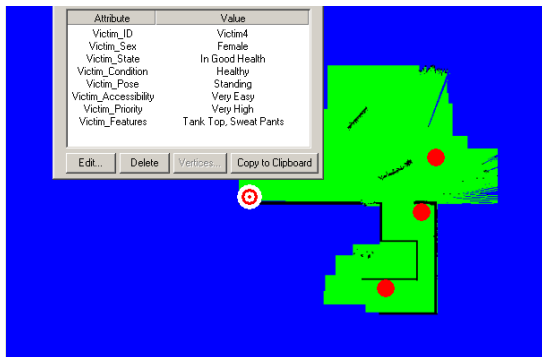 Attribute Value
Victim_ID Victim4
Victim_Sex Female
Victim_State In Good Health
Victim_Condition Healthy
Victim_Pose Standing
Victim_Accessibility Very Easy
Victim_Priority Very High
Victim_Features Tank Top, Sweat Pants
Edit... Delete Vertices... Copy to Clipboard